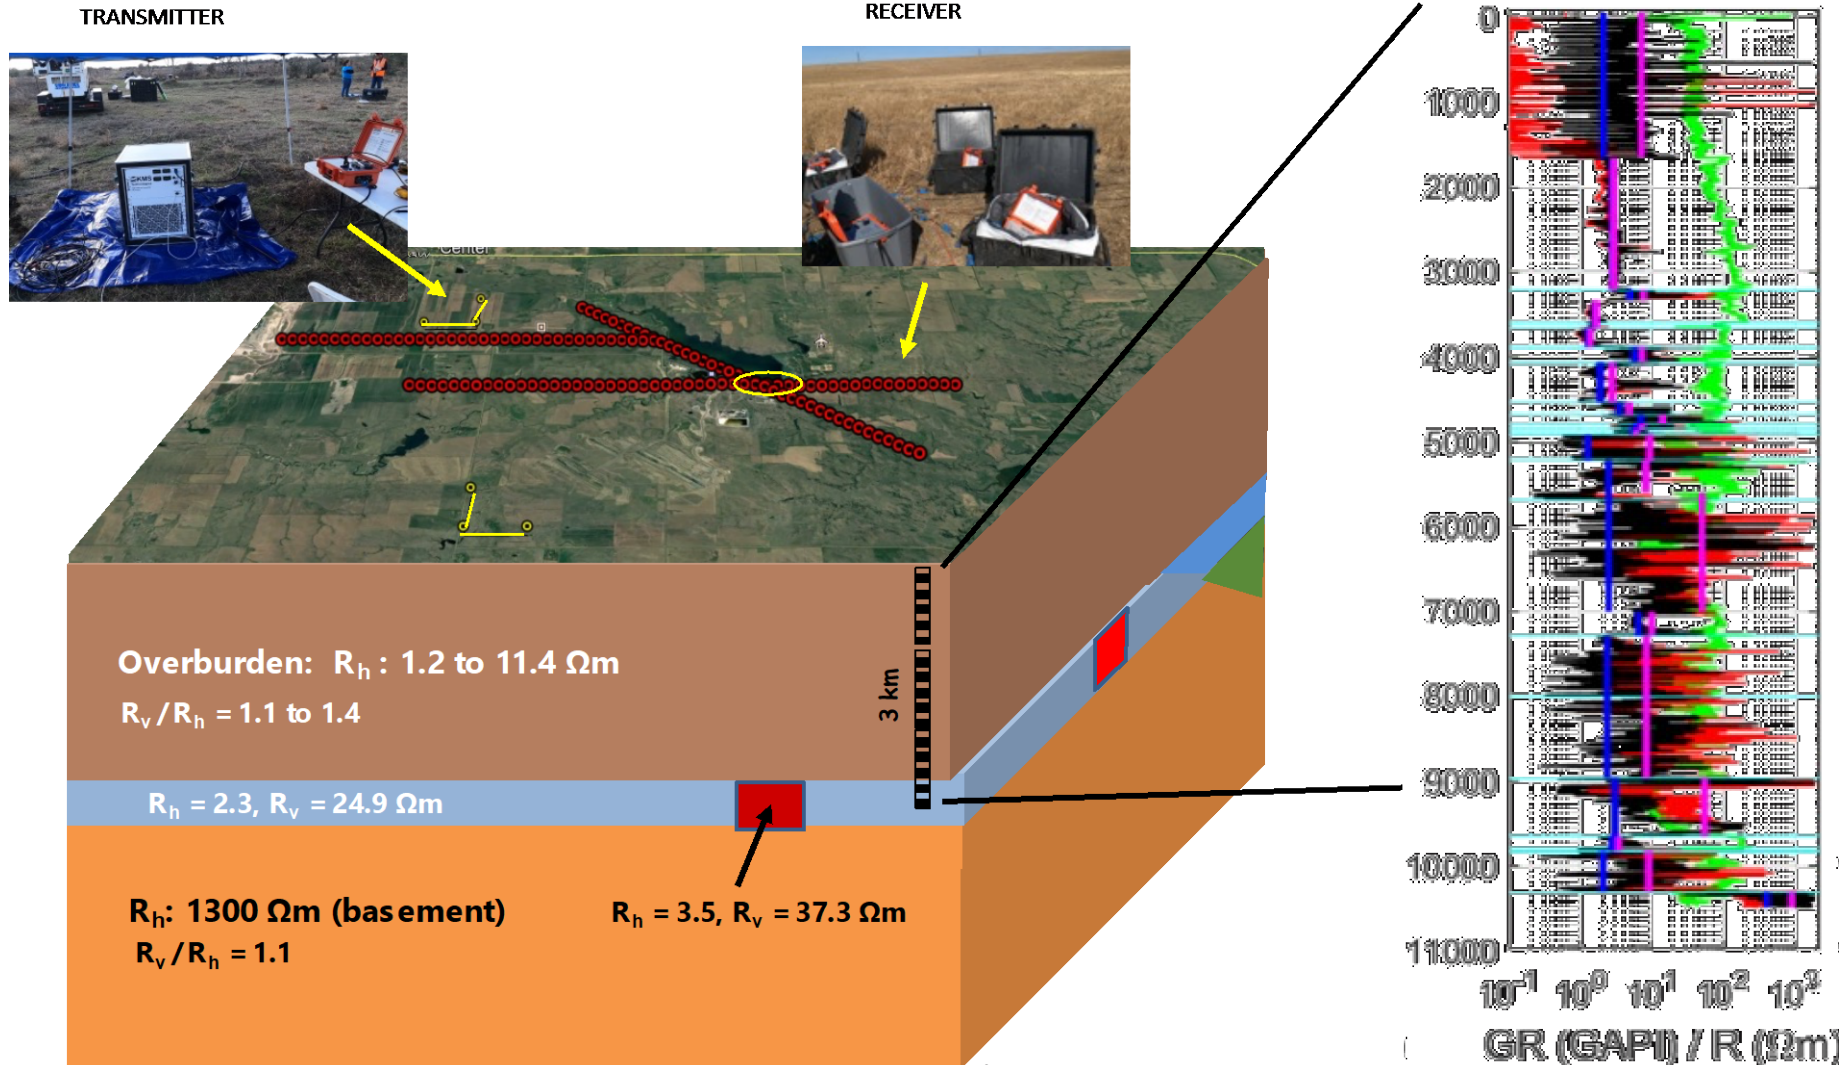 TRANSMITTER
RECEIVER
KMS
Center
Overburden: Rₕ : 1.2 to 11.4 Ωm
Rᵥ / Rₕ = 1.1 to 1.4
3 km
Rₕ = 2.3, Rᵥ = 24.9 Ωm
Rₕ: 1300 Ωm (basement)
Rᵥ / Rₕ = 1.1
Rₕ = 3.5, Rᵥ = 37.3 Ωm
0
1000
2000
3000
4000
5000
6000
7000
8000
9000
10000
11000
10⁻¹ 10⁰ 10¹ 10² 10³
GR (GAPI) / R (Ωm)